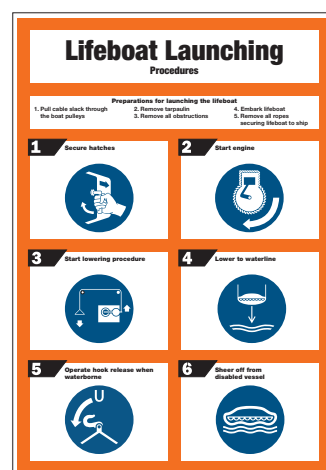 Lifeboat Launching
Procedures
Preparations for launching the lifeboat
1. Pull cable slack through
the boat pulleys
2. Remove tarpaulin
3. Remove all obstructions
4. Embark lifeboat
5. Remove all ropes
securing lifeboat to ship
1 Secure hatches
2 Start engine
3 Start lowering procedure
4 Lower to waterline
5 Operate hook release when
waterborne
6 Sheer off from
disabled vessel